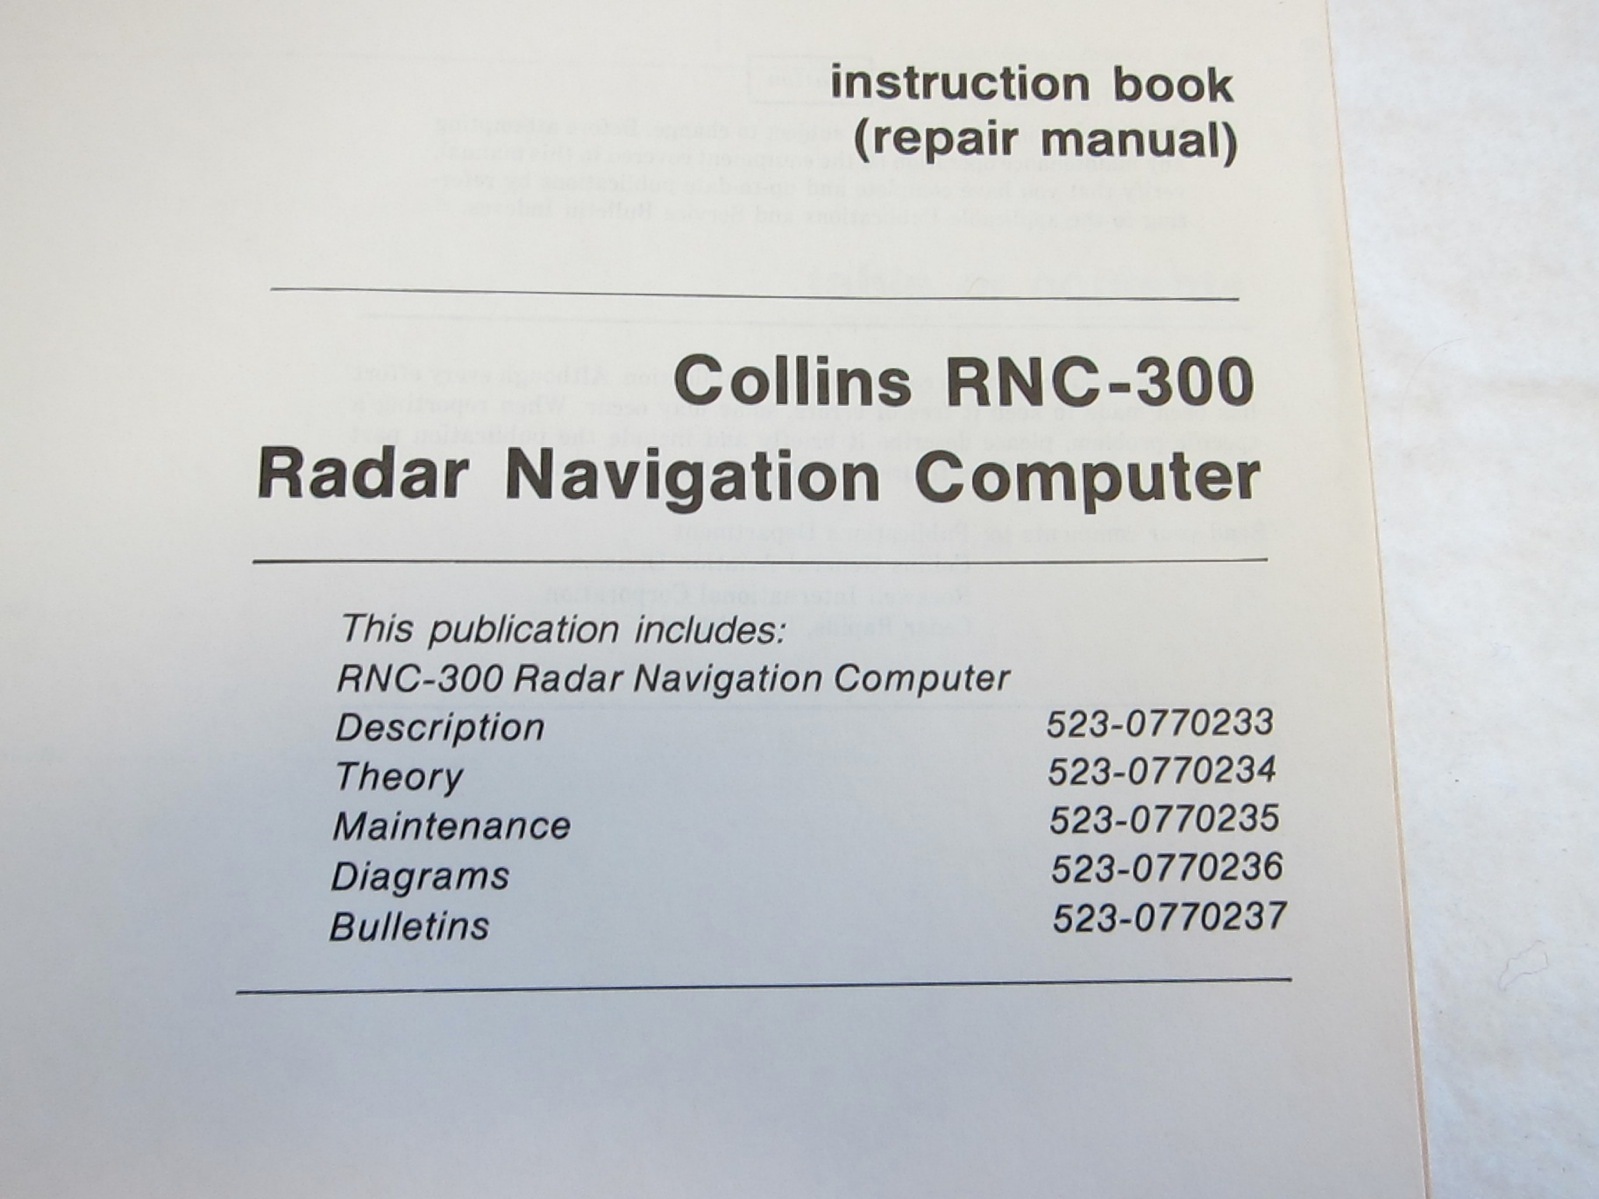 instruction book
(repair manual)
Collins RNC-300
Radar Navigation Computer
This publication includes:
RNC-300 Radar Navigation Computer
Description 523-0770233
Theory 523-0770234
Maintenance 523-0770235
Diagrams 523-0770236
Bulletins 523-0770237